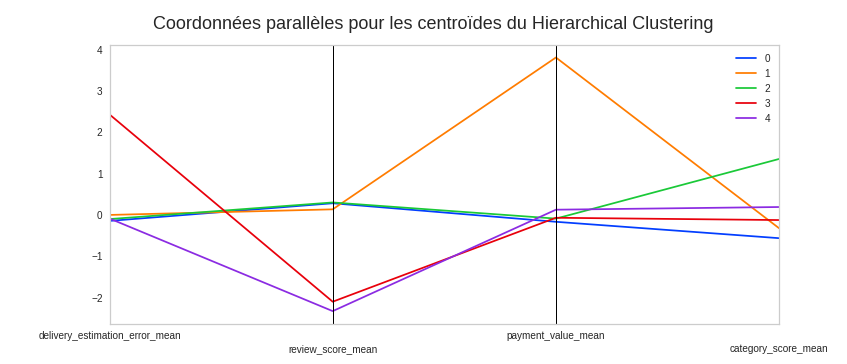 Coordonnées parallèles pour les centroïdes du Hierarchical Clustering
4
3
2
1
0
−1
−2
0
1
2
3
4
delivery_estimation_error_mean
review_score_mean
payment_value_mean
category_score_mean